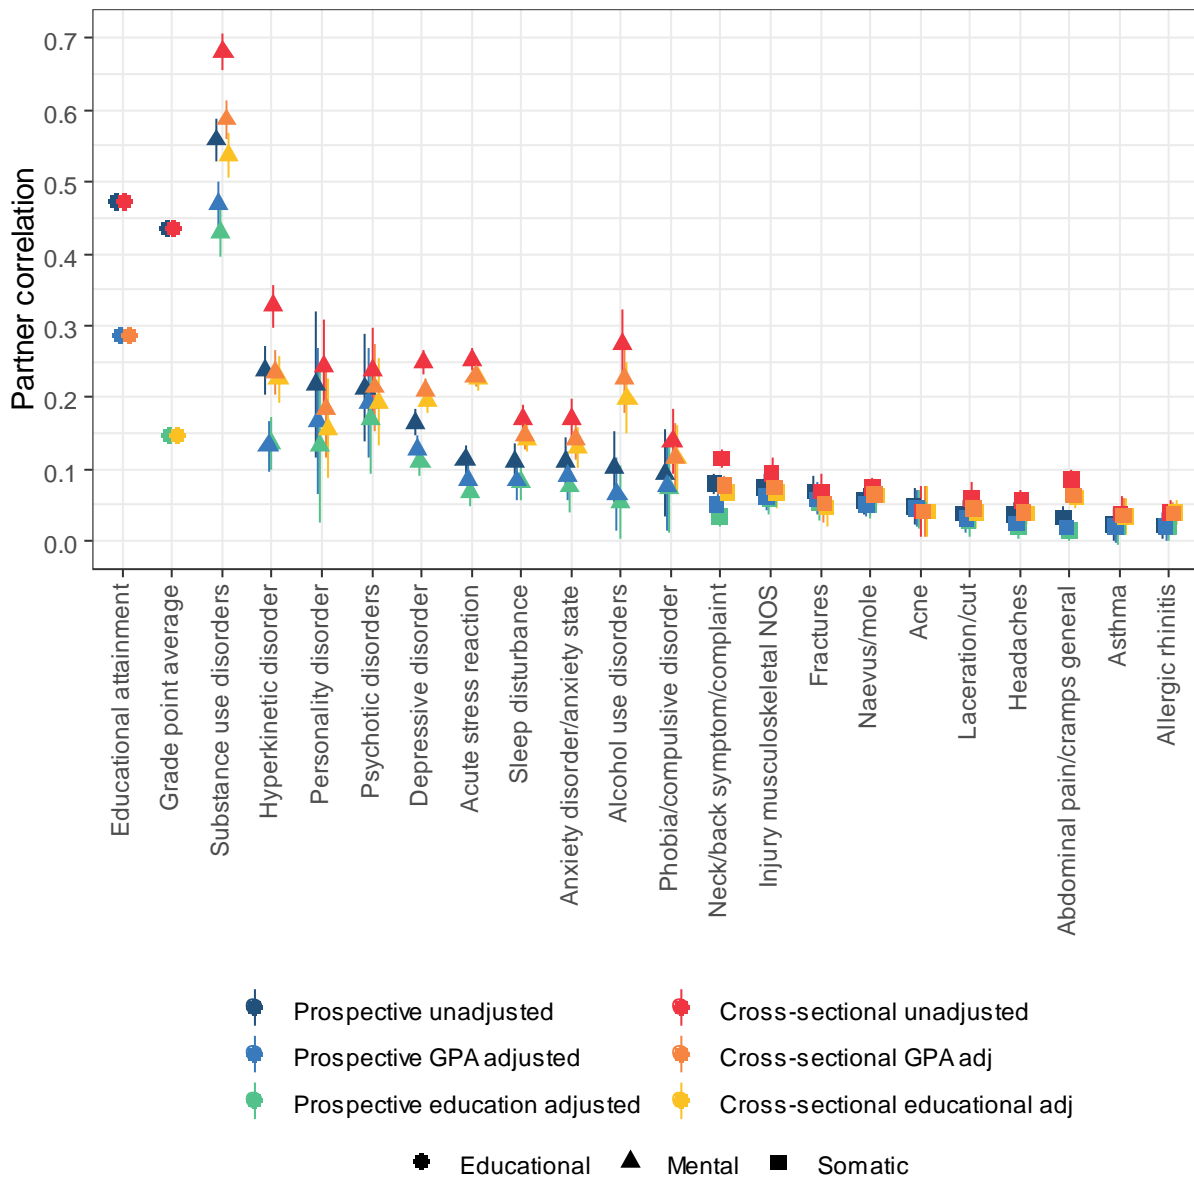 Partner correlation
0.7
0.6
0.5
0.4
0.3
0.2
0.1
0.0
Educational attainment
Grade point average
Substance use disorders
Hyperkinetic disorder
Personality disorder
Psychotic disorders
Depressive disorder
Acute stress reaction
Sleep disturbance
Anxiety disorder/anxiety state
Alcohol use disorders
Phobia/compulsive disorder
Neck/back symptom/complaint
Injury musculoskeletal NOS
Fractures
Naevus/mole
Acne
Laceration/cut
Headaches
Abdominal pain/cramps general
Asthma
Allergic rhinitis
Prospective unadjusted
Prospective GPA adjusted
Prospective education adjusted
Cross-sectional unadjusted
Cross-sectional GPA adj
Cross-sectional educational adj
Educational Mental Somatic